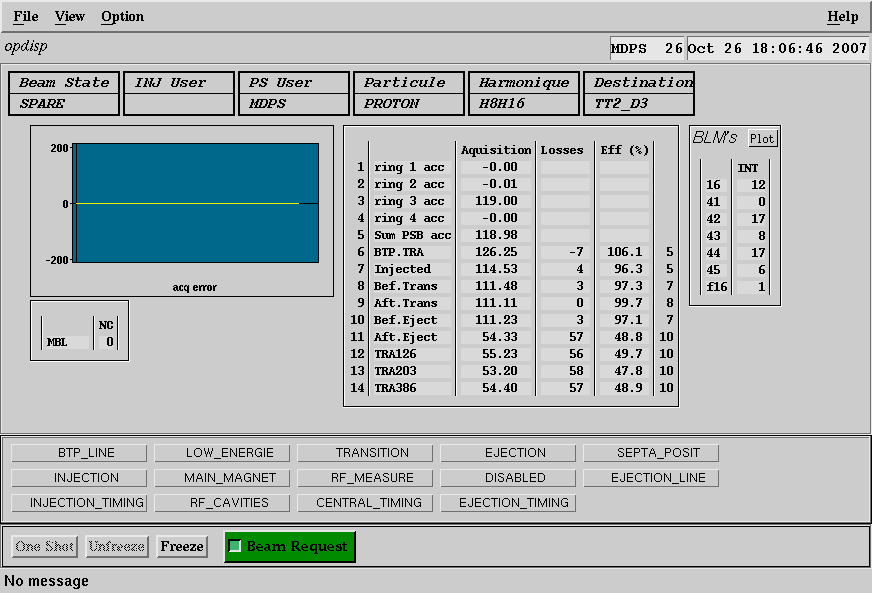 File View Option Help
opdisp MDPS 26 Oct 26 18:06:46 2007
Beam State INJ User PS User Particule Harmonique Destination
SPARE MDPS PROTON H8H16 TT2_D3
200
0
-200
acq error
MBL NC
0
Aquisition Losses Eff (%)
1 ring 1 acc -0.00
2 ring 2 acc -0.01
3 ring 3 acc 119.00
4 ring 4 acc -0.00
5 Sum PSB acc 118.98
6 BTP.TRA 126.25 -7 106.1 5
7 Injected 114.53 4 96.3 5
8 Bef.Trans 111.48 3 97.3 7
9 Aft.Trans 111.11 0 99.7 8
10 Bef.Eject 111.23 3 97.1 7
11 Aft.Eject 54.33 57 48.8 10
12 TRA126 55.23 56 49.7 10
13 TRA203 53.20 58 47.8 10
14 TRA386 54.40 57 48.9 10
BLM's Plot
INT
16 12
41 0
42 17
43 8
44 17
45 6
f16 1
BTP_LINE LOW_ENERGIE TRANSITION EJECTION SEPTA_POSIT
INJECTION MAIN_MAGNET RF_MEASURE DISABLED EJECTION_LINE
INJECTION_TIMING RF_CAVITIES CENTRAL_TIMING EJECTION_TIMING
One Shot Unfreeze Freeze Beam Request
No message